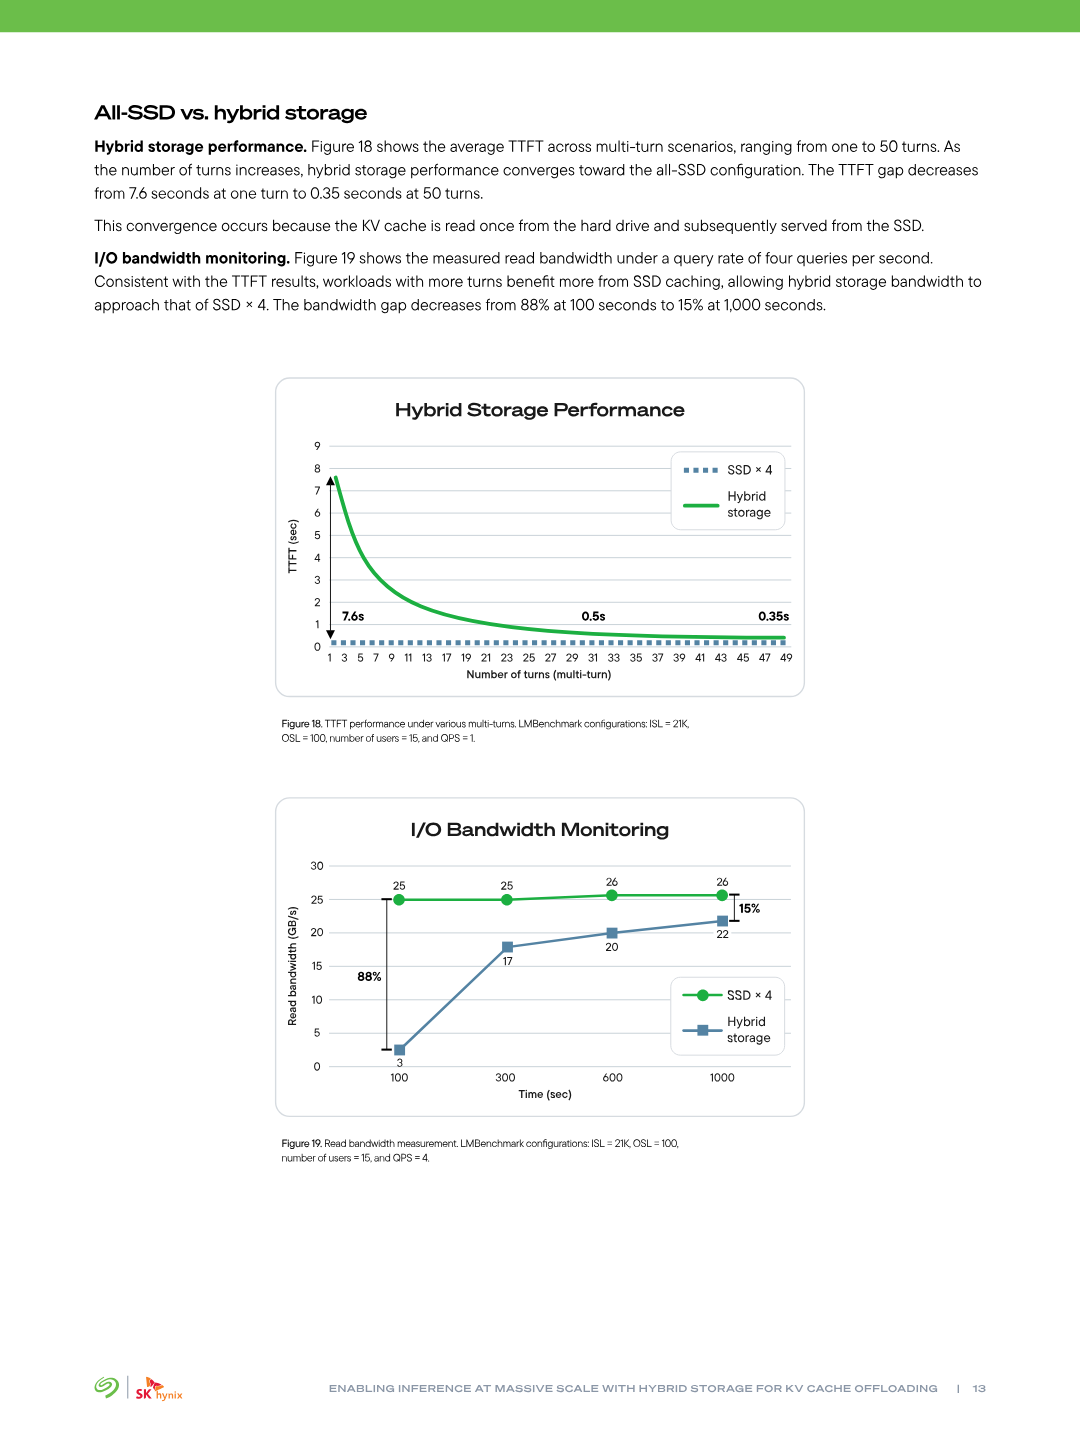 All-SSD vs. hybrid storage
Hybrid storage performance. Figure 18 shows the average TTFT across multi-turn scenarios, ranging from one to 50 turns. As
the number of turns increases, hybrid storage performance converges toward the all-SSD configuration. The TTFT gap decreases
from 7.6 seconds at one turn to 0.35 seconds at 50 turns.
This convergence occurs because the KV cache is read once from the hard drive and subsequently served from the SSD.
I/O bandwidth monitoring. Figure 19 shows the measured read bandwidth under a query rate of four queries per second.
Consistent with the TTFT results, workloads with more turns benefit more from SSD caching, allowing hybrid storage bandwidth to
approach that of SSD × 4. The bandwidth gap decreases from 88% at 100 seconds to 15% at 1,000 seconds.
Hybrid Storage Performance
9
8
7
6
5
4
3
2
1
0
TTFT (sec)
SSD × 4
Hybrid
storage
7.6s 0.5s 0.35s
1 3 5 7 9 11 13 17 19 21 23 25 27 29 31 33 35 37 39 41 43 45 47 49
Number of turns (multi-turn)
Figure 18. TTFT performance under various multi-turns. LMBenchmark configurations: ISL = 21K,
OSL = 100, number of users = 15, and QPS = 1.
I/O Bandwidth Monitoring
30
25
20
15
10
5
0
Read bandwidth (GB/s)
25 25 26 26
15%
22
20
17
88%
3
SSD × 4
Hybrid
storage
100 300 600 1000
Time (sec)
Figure 19. Read bandwidth measurement. LMBenchmark configurations: ISL = 21K, OSL = 100,
number of users = 15, and QPS = 4.
SK hynix
ENABLING INFERENCE AT MASSIVE SCALE WITH HYBRID STORAGE FOR KV CACHE OFFLOADING | 13